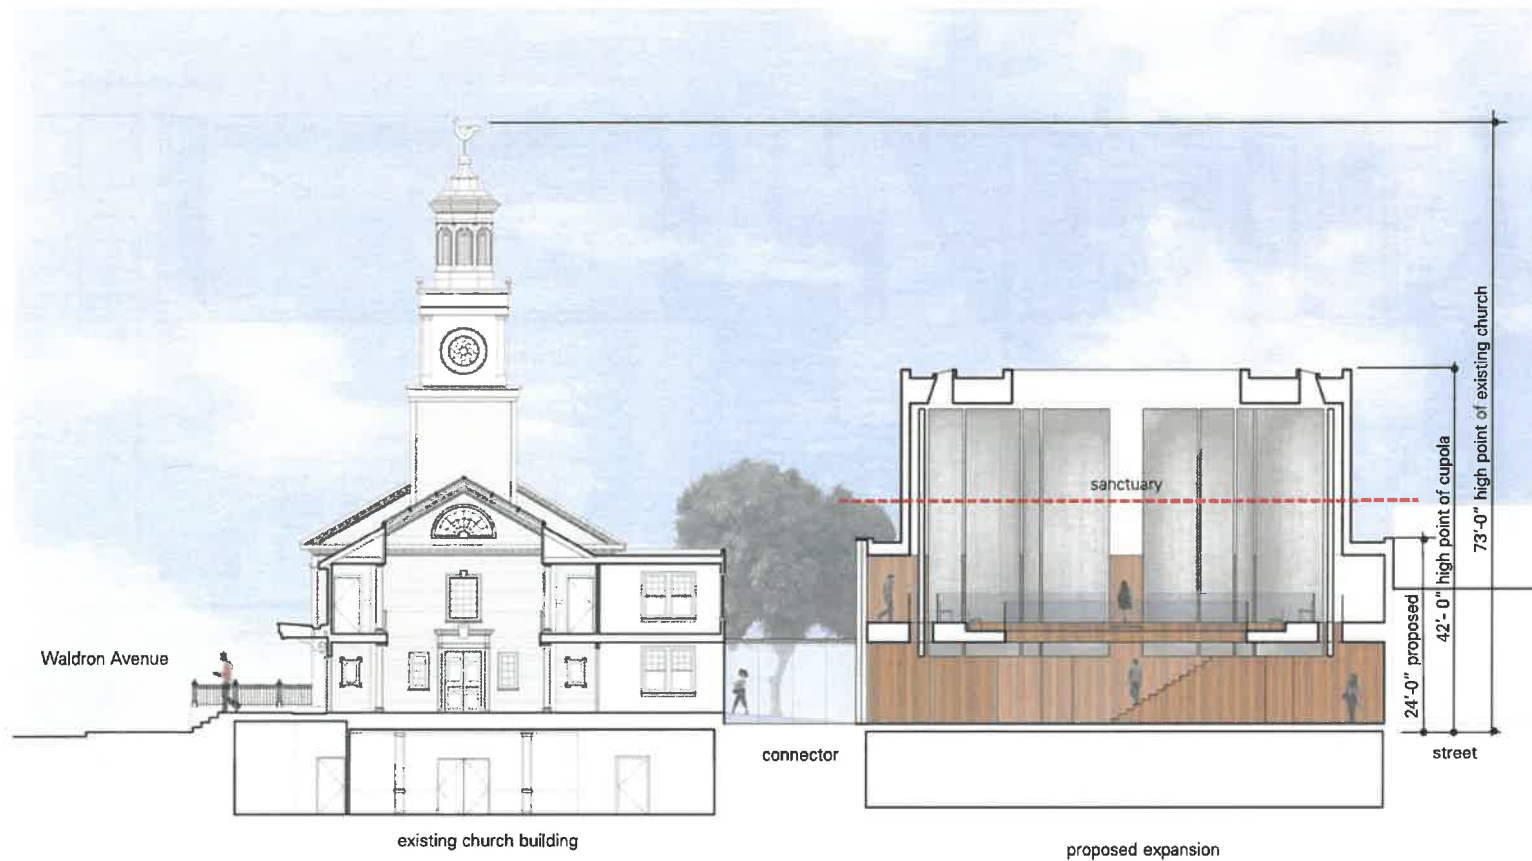 sanctuary
Waldron Avenue
connector
existing church building
proposed expansion
street
24'-0" proposed
42'- 0" high point of cupola
73'-0" high point of existing church